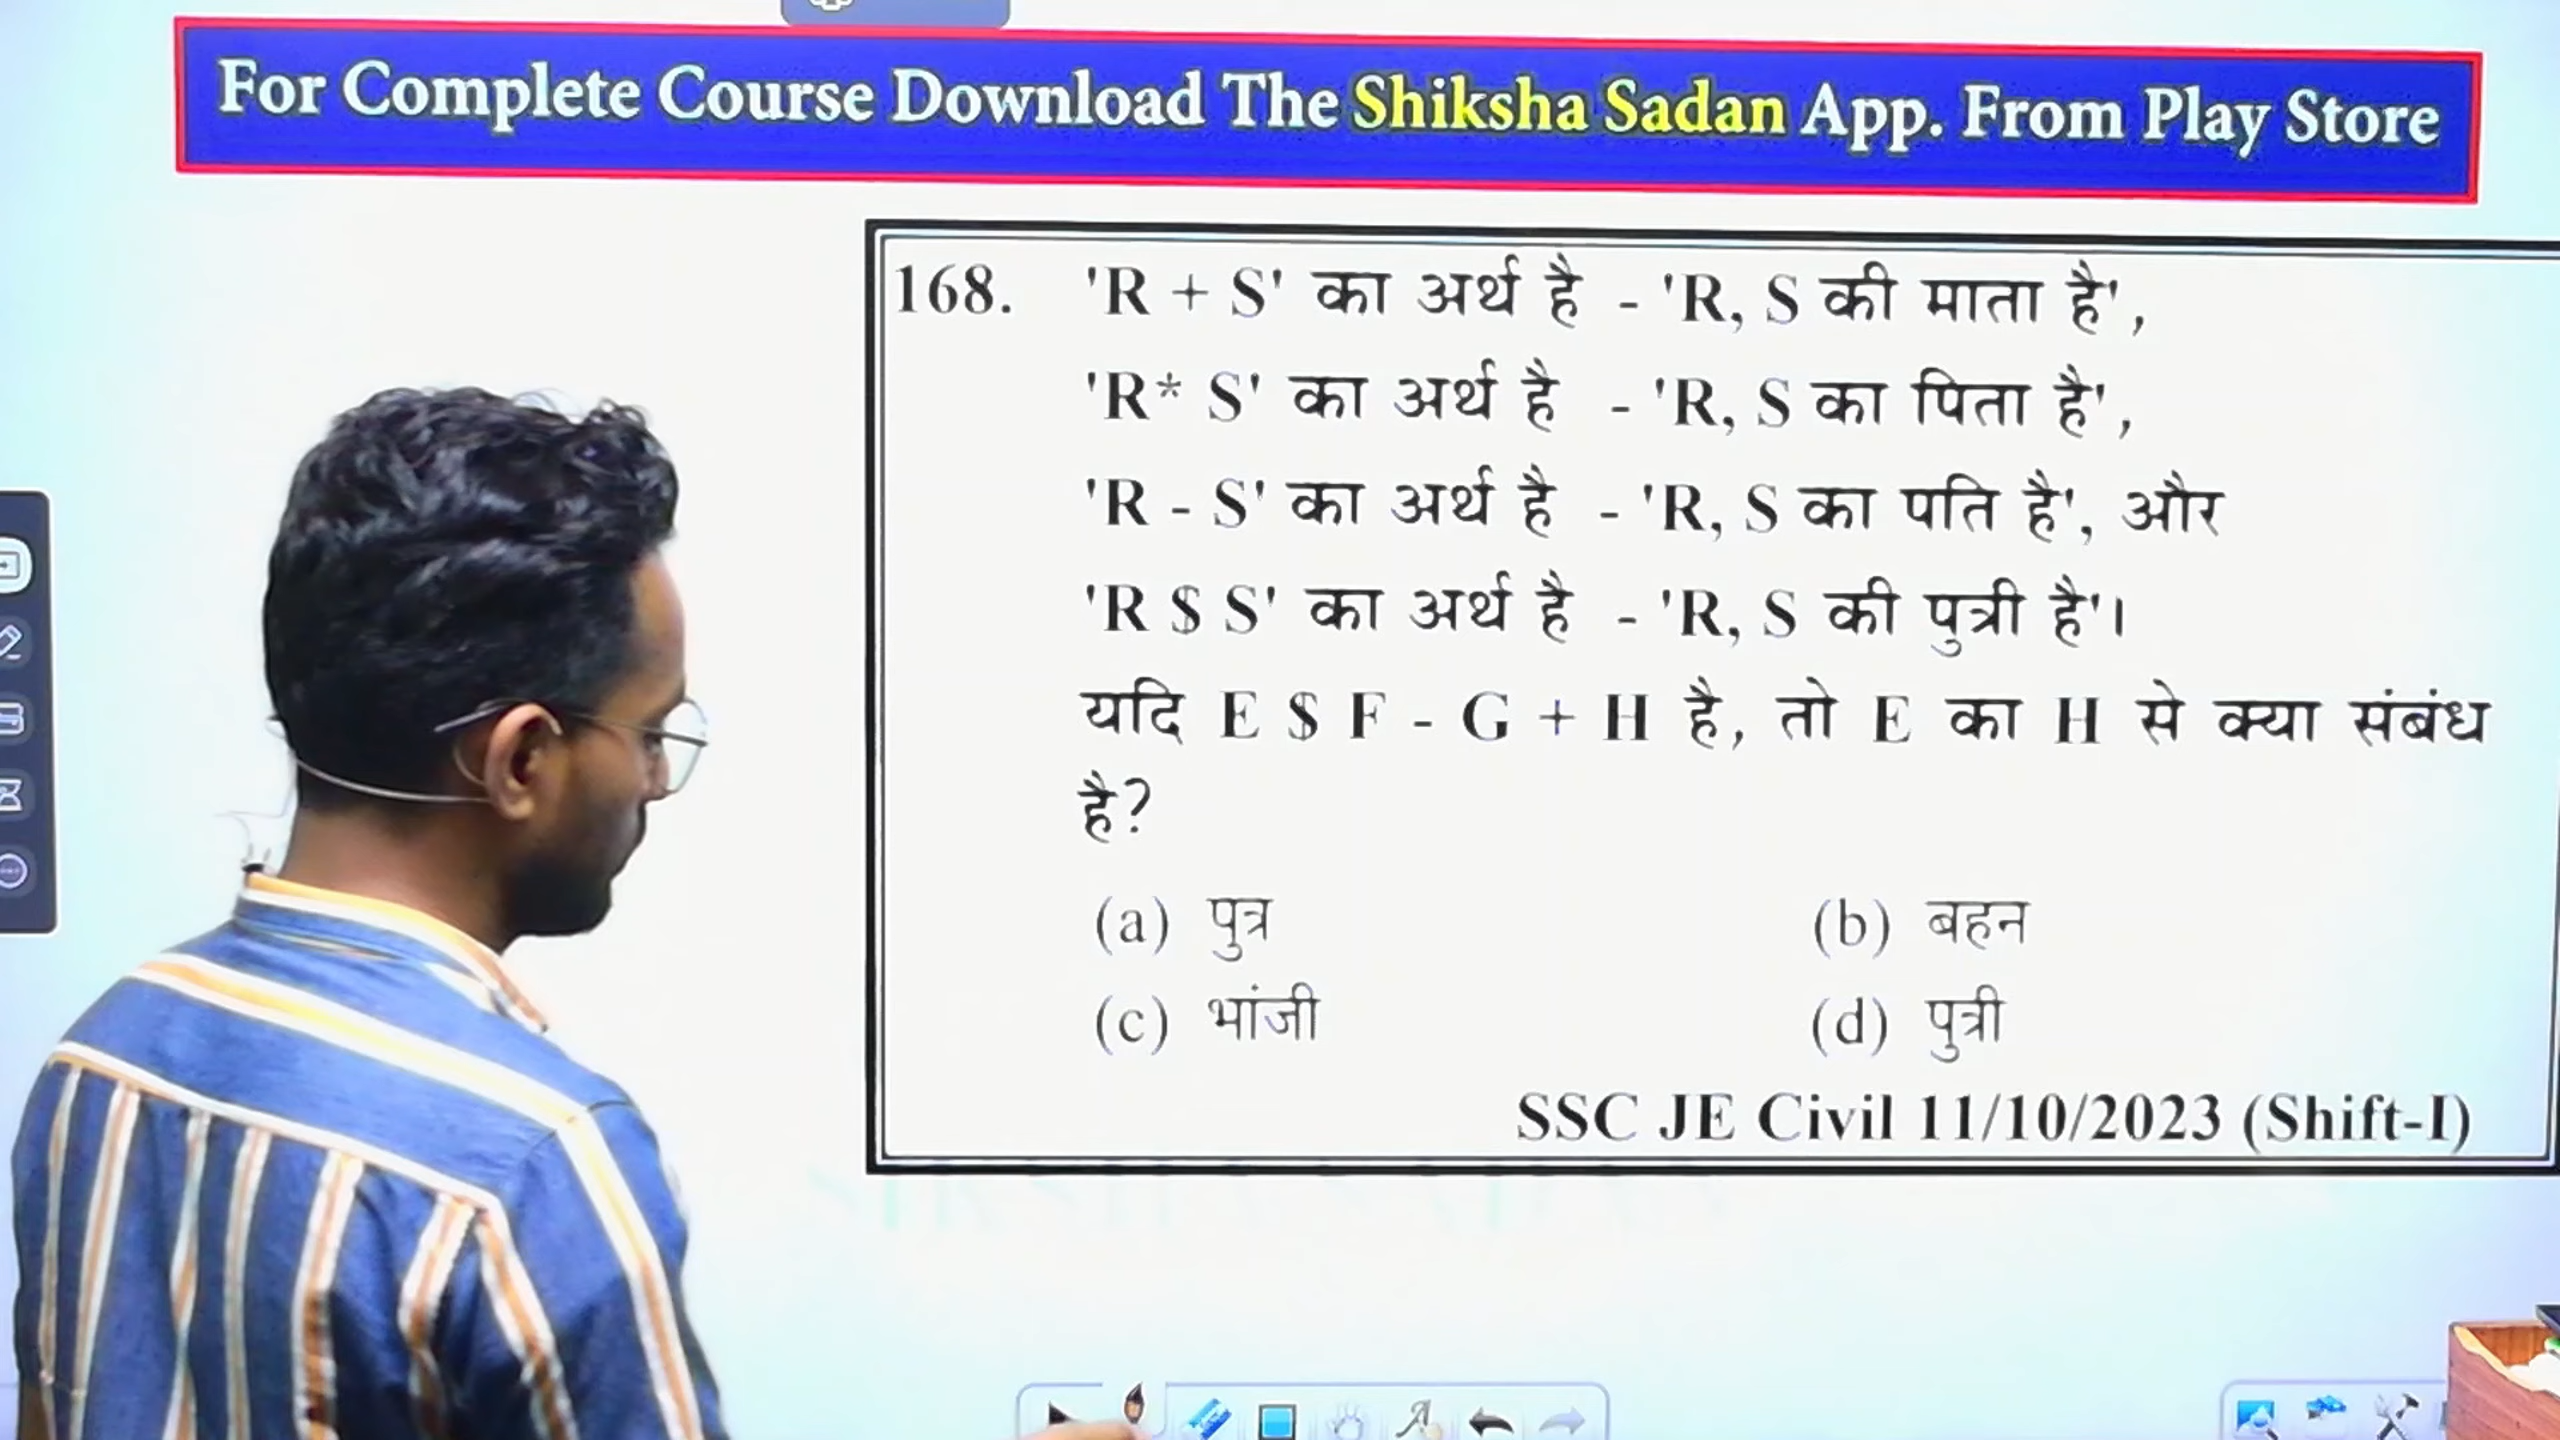 For Complete Course Download The Shiksha Sadan App. From Play Store
168. 'R + S' का अर्थ है - 'R, S की माता है',
'R* S' का अर्थ है - 'R, S का पिता है',
'R - S' का अर्थ है - 'R, S का पति है', और
'R $ S' का अर्थ है - 'R, S की पुत्री है'।
यदि E $ F - G + H है, तो E का H से क्या संबंध
है?
(a) पुत्र (b) बहन
(c) भांजी (d) पुत्री
SSC JE Civil 11/10/2023 (Shift-I)